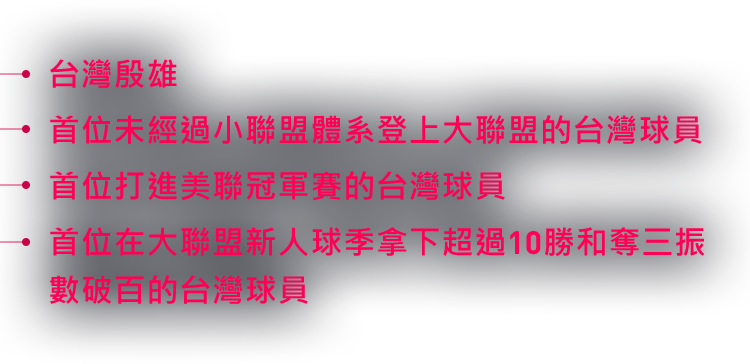 台灣殷雄
首位未經過小聯盟體系登上大聯盟的台灣球員
首位打進美聯冠軍賽的台灣球員
首位在大聯盟新人球季拿下超過10勝和奪三振
數破百的台灣球員